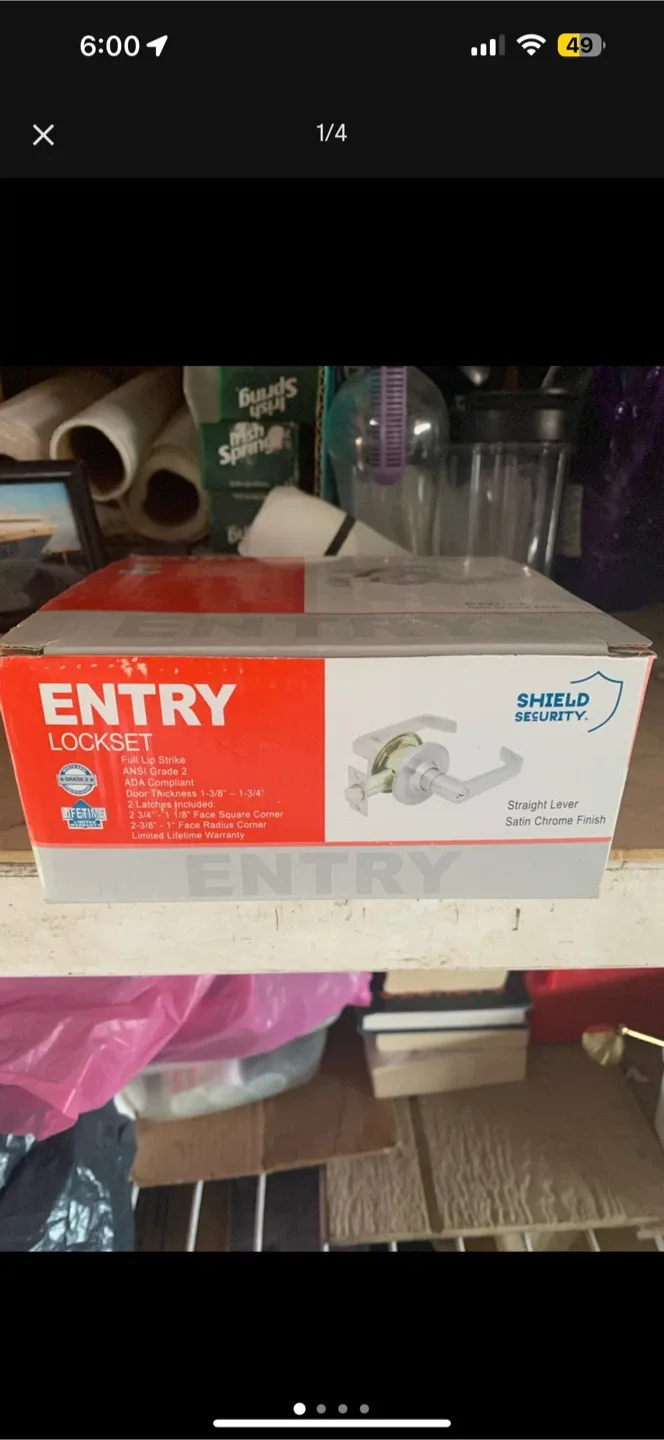 6:00
49
1/4
Irish
Spring
Irish
Spring
ENTRY
ENTRY
LOCKSET
Full Lip Strike
ANSI Grade 2
ADA Compliant
Door Thickness 1-3/8" - 1-3/4"
2 Latches Included
2 3/4" - 1 1/8" Face Square Corner
2-3/8" - 1" Face Radius Corner
Limited Lifetime Warranty
GRADE 2
LIFETIME
SHIELD
SECURITY
Straight Lever
Satin Chrome Finish
ENTRY